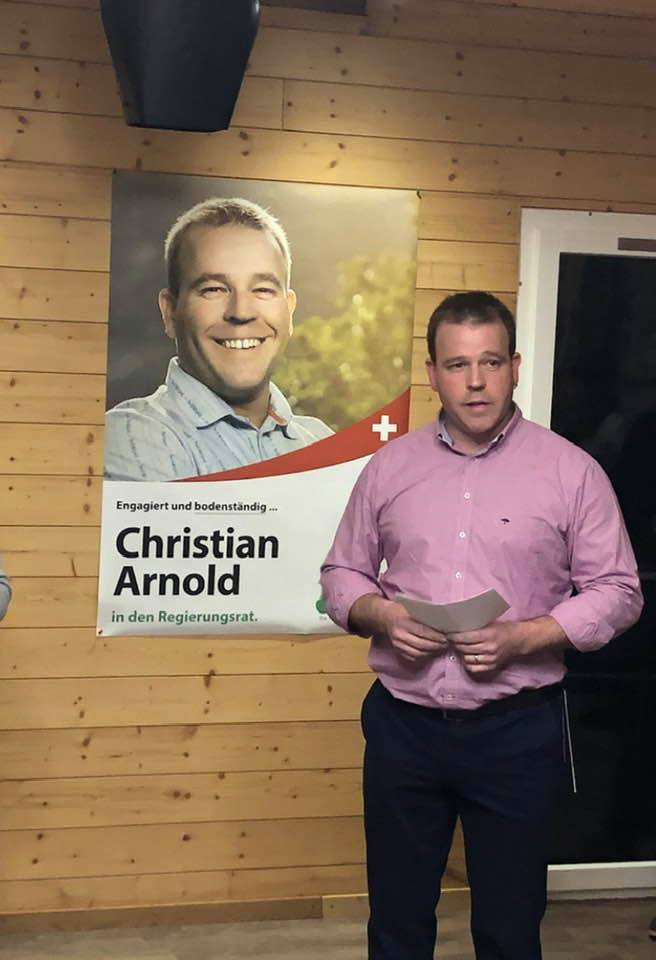 Engagiert und bodenständig ...
Christian
Arnold
in den Regierungsrat.